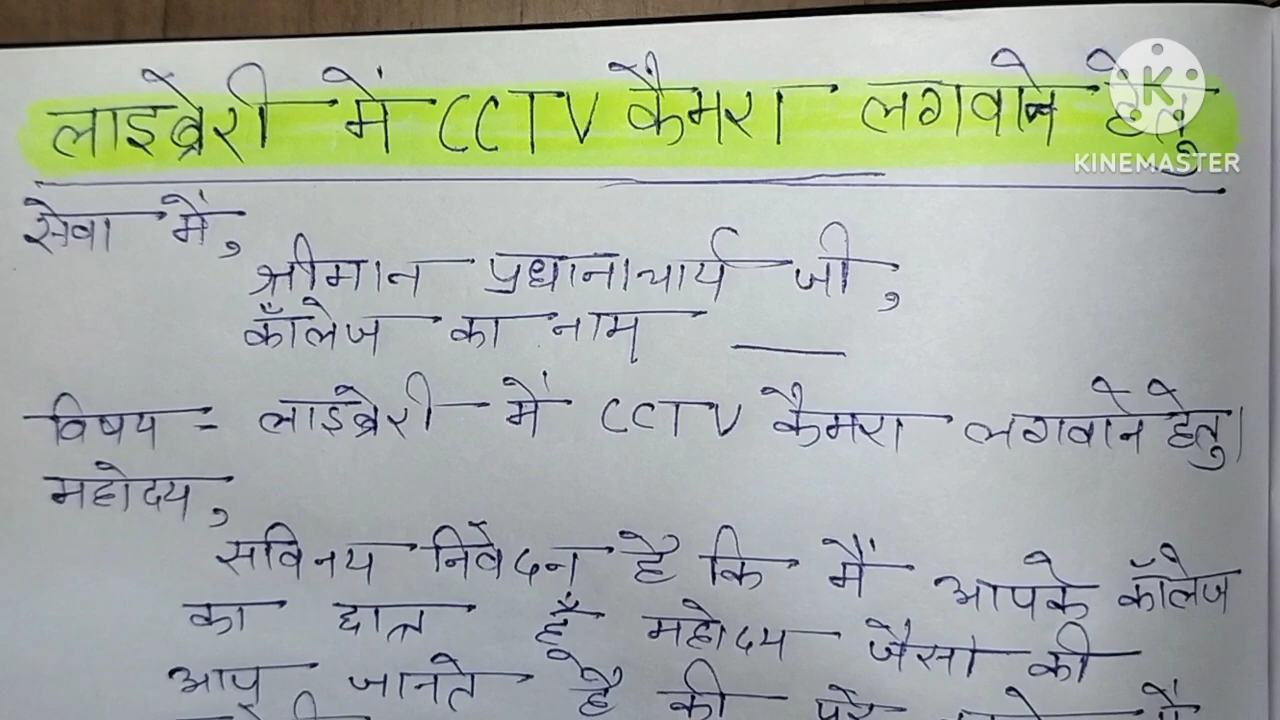 लाइब्रेरी में CCTV कैमरा लगवाने हेतु
KINEMASTER
सेवा में,
श्रीमान प्रधानाचार्य जी,
कॉलेज का नाम ____
विषय - लाइब्रेरी में CCTV कैमरा लगवाने हेतु।
महोदय,
सविनय निवेदन है कि मैं आपके कॉलेज
का छात्र हूँ महोदय जैसा की
आप जानते है की पूरे